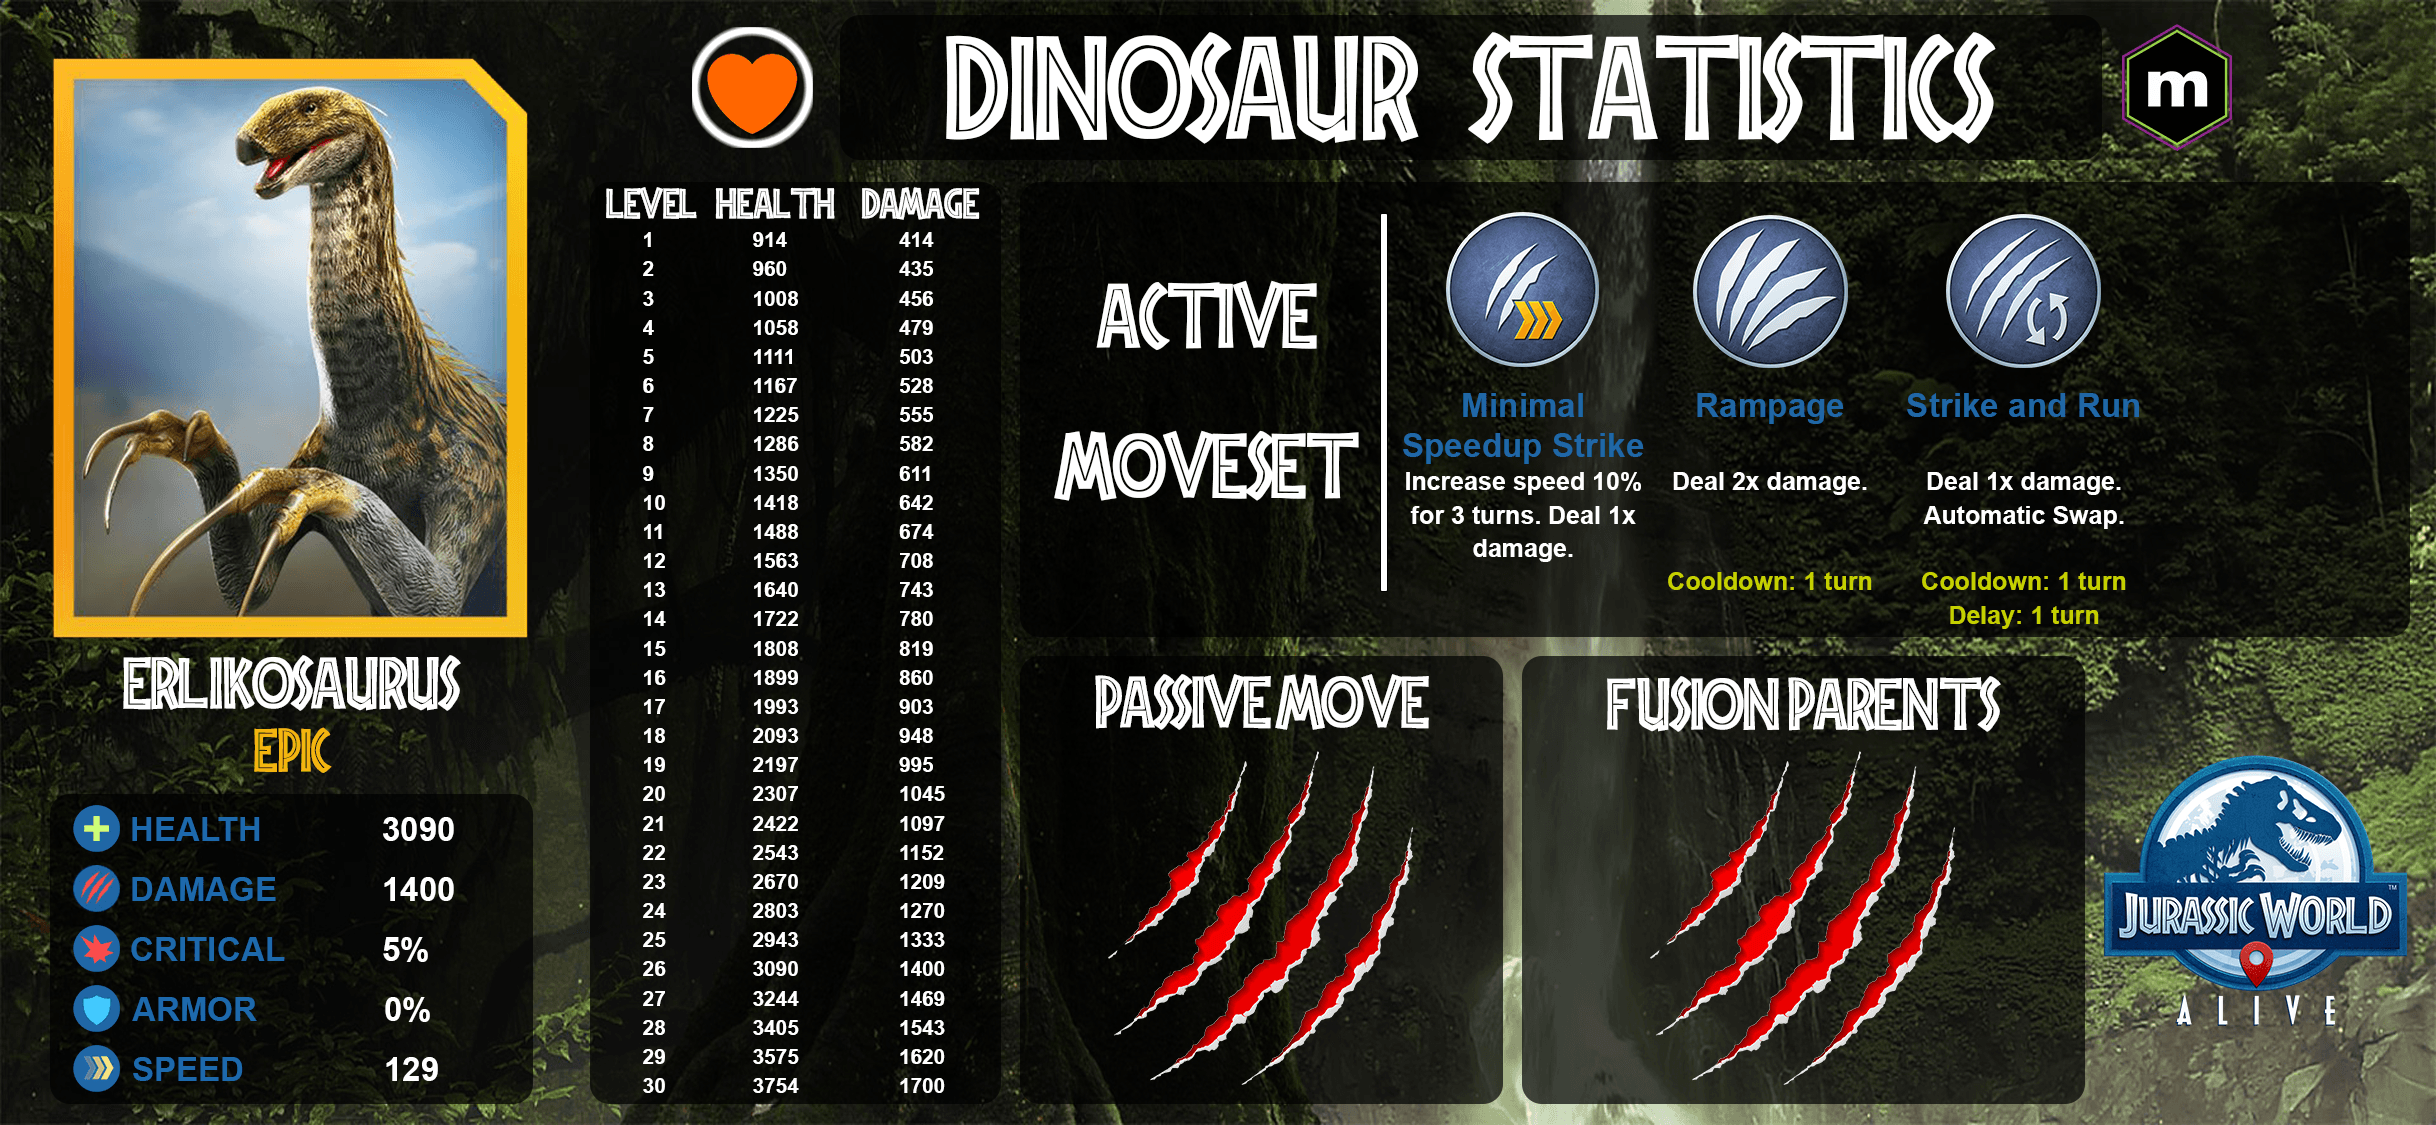 DINOSAUR STATISTICS
m
ERLIKOSAURUS
EPIC
HEALTH 3090
DAMAGE 1400
CRITICAL 5%
ARMOR 0%
SPEED 129
LEVEL HEALTH DAMAGE
1 914 414
2 960 435
3 1008 456
4 1058 479
5 1111 503
6 1167 528
7 1225 555
8 1286 582
9 1350 611
10 1418 642
11 1488 674
12 1563 708
13 1640 743
14 1722 780
15 1808 819
16 1899 860
17 1993 903
18 2093 948
19 2197 995
20 2307 1045
21 2422 1097
22 2543 1152
23 2670 1209
24 2803 1270
25 2943 1333
26 3090 1400
27 3244 1469
28 3405 1543
29 3575 1620
30 3754 1700
ACTIVE
MOVESET
Minimal
Speedup Strike
Increase speed 10%
for 3 turns. Deal 1x
damage.
Rampage
Deal 2x damage.
Cooldown: 1 turn
Strike and Run
Deal 1x damage.
Automatic Swap.
Cooldown: 1 turn
Delay: 1 turn
PASSIVE MOVE
FUSION PARENTS
JURASSIC WORLD
TM
ALIVE